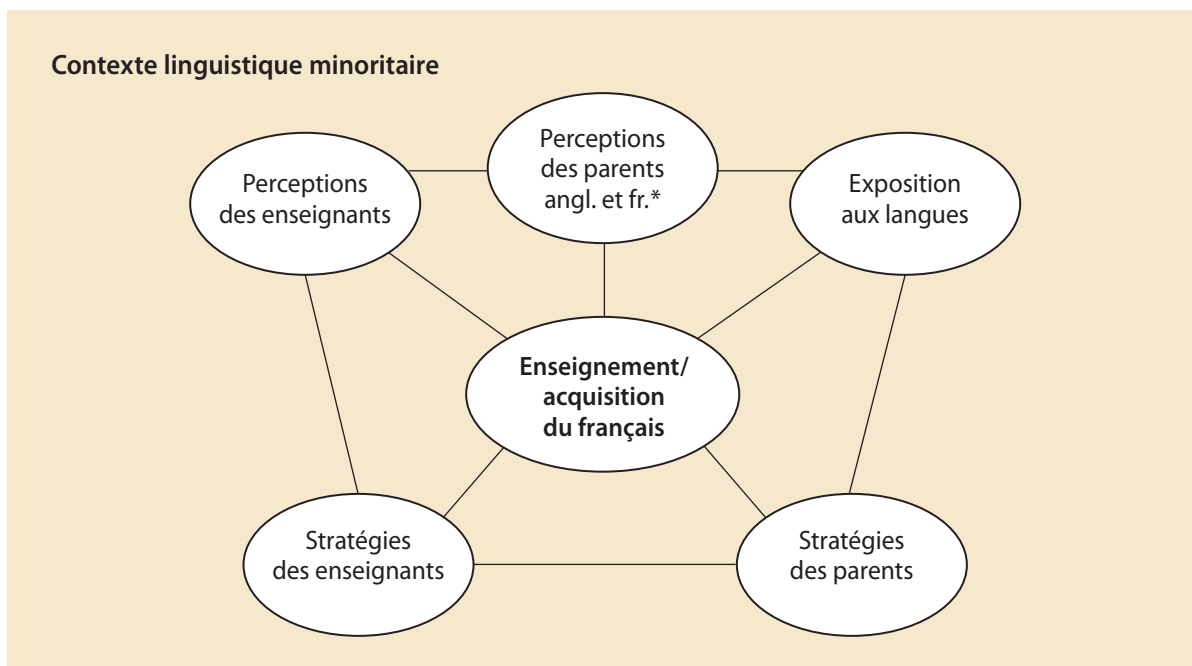 Contexte linguistique minoritaire
Perceptions
des enseignants
Perceptions
des parents
angl. et fr.*
Exposition
aux langues
Enseignement/
acquisition
du français
Stratégies
des enseignants
Stratégies
des parents